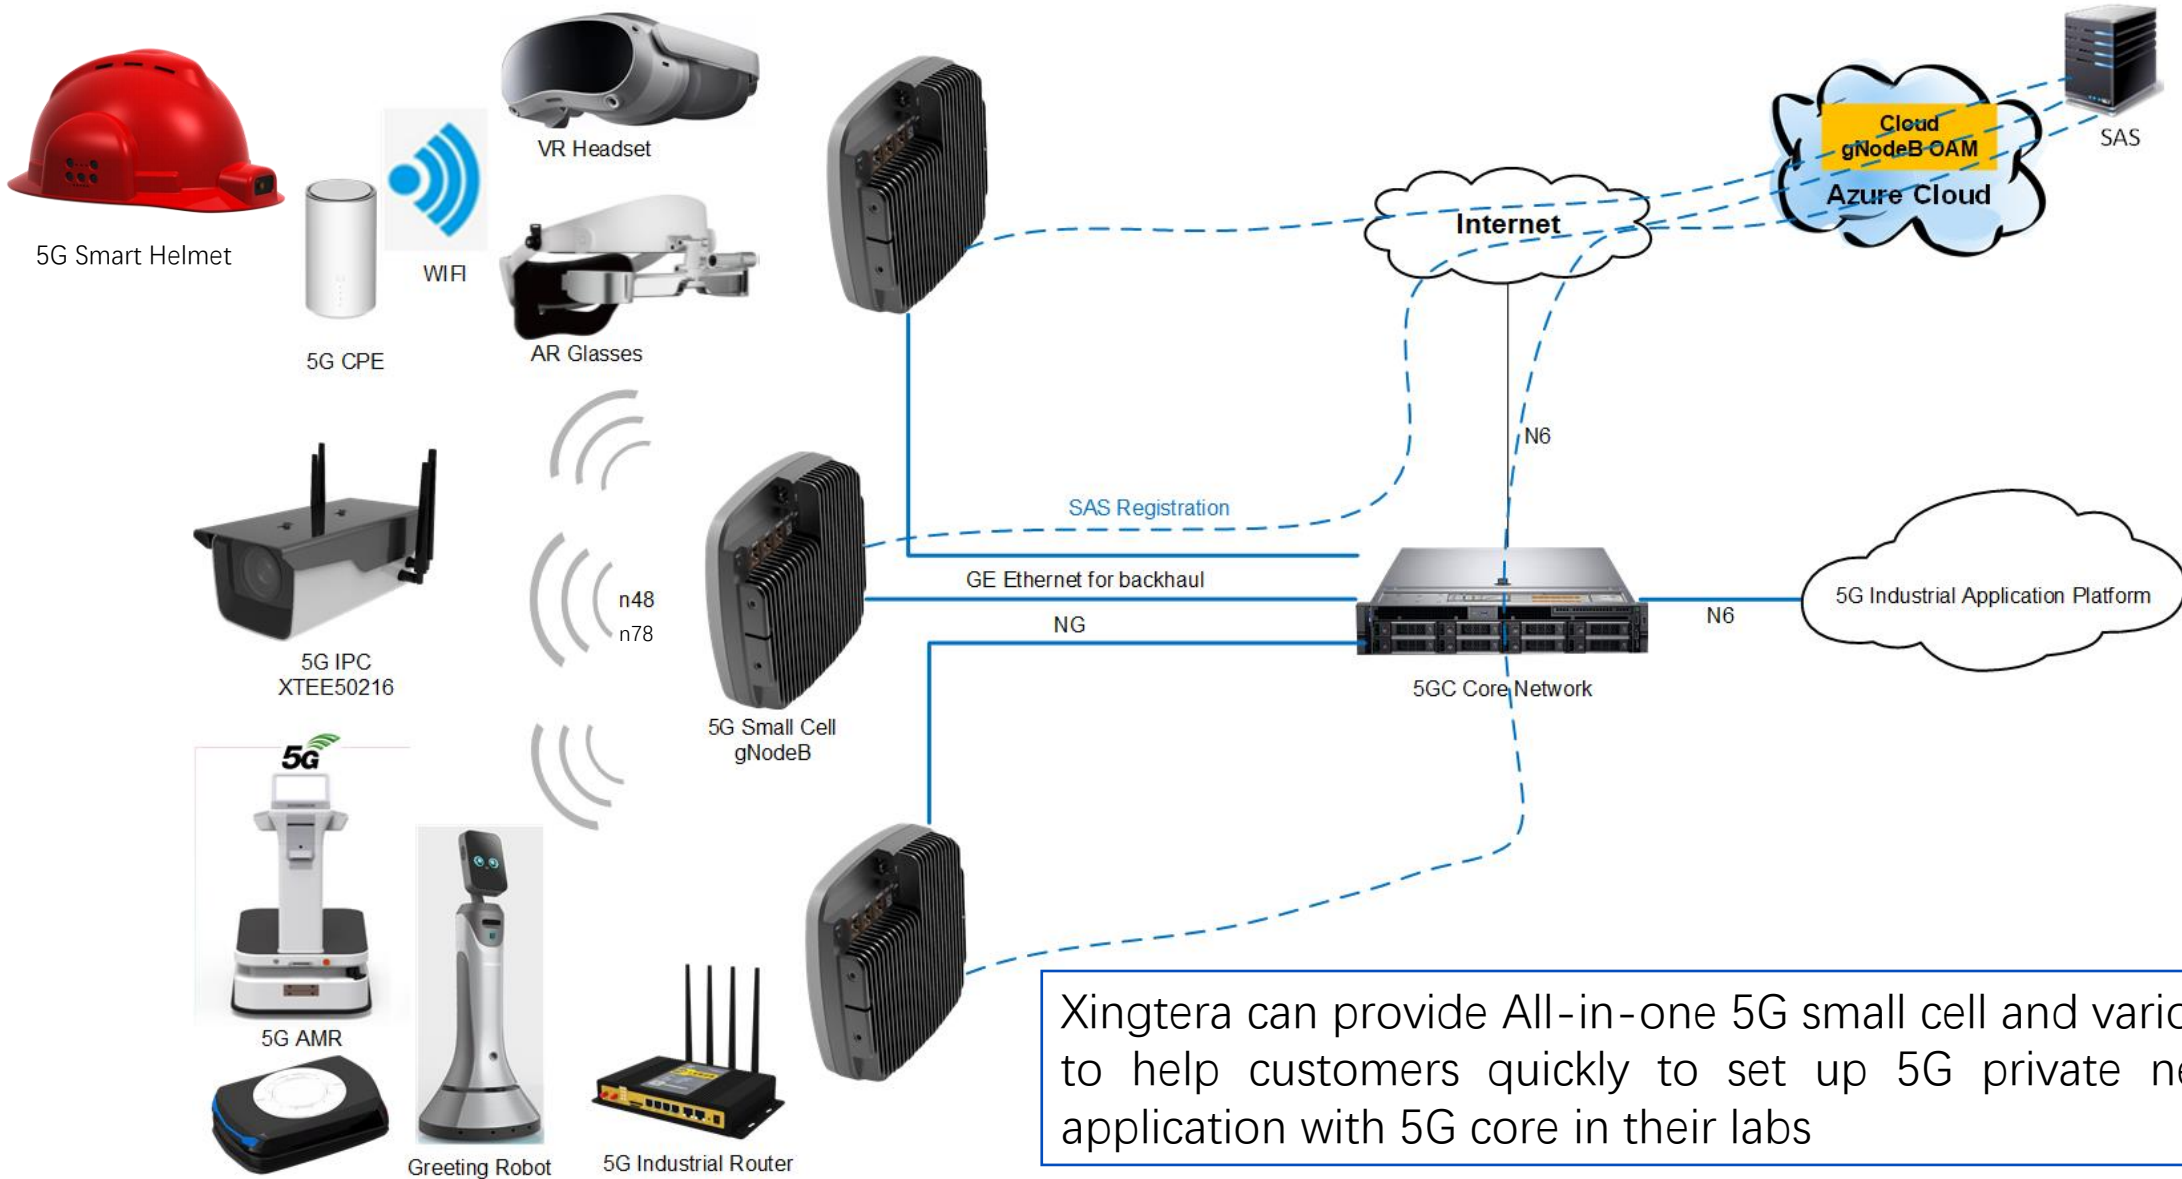 VR Headset
5G Smart Helmet
WIFI
5G CPE
AR Glasses
Cloud
gNodeB OAM
Azure Cloud
SAS
Internet
N6
SAS Registration
GE Ethernet for backhaul
NG
n48
n78
5G IPC
XTEE50216
5G Small Cell
gNodeB
5GC Core Network
N6
5G Industrial Application Platform
5G
5G AMR
Greeting Robot
5G Industrial Router
Xingtera can provide All-in-one 5G small cell and
to help customers quickly to set up 5G private
application with 5G core in their labs